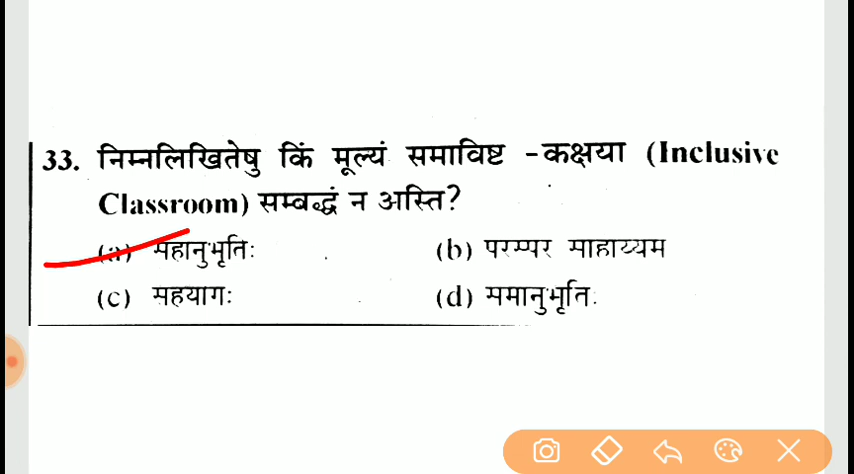 33. निम्नलिखितेषु किं मूल्यं समाविष्ट -कक्षया (Inclusive
Classroom) सम्बद्धं न अस्ति?
(a) सहानुभूतिः (b) परस्पर साहाय्यम
(c) सहयोगः (d) समानुभूतिः